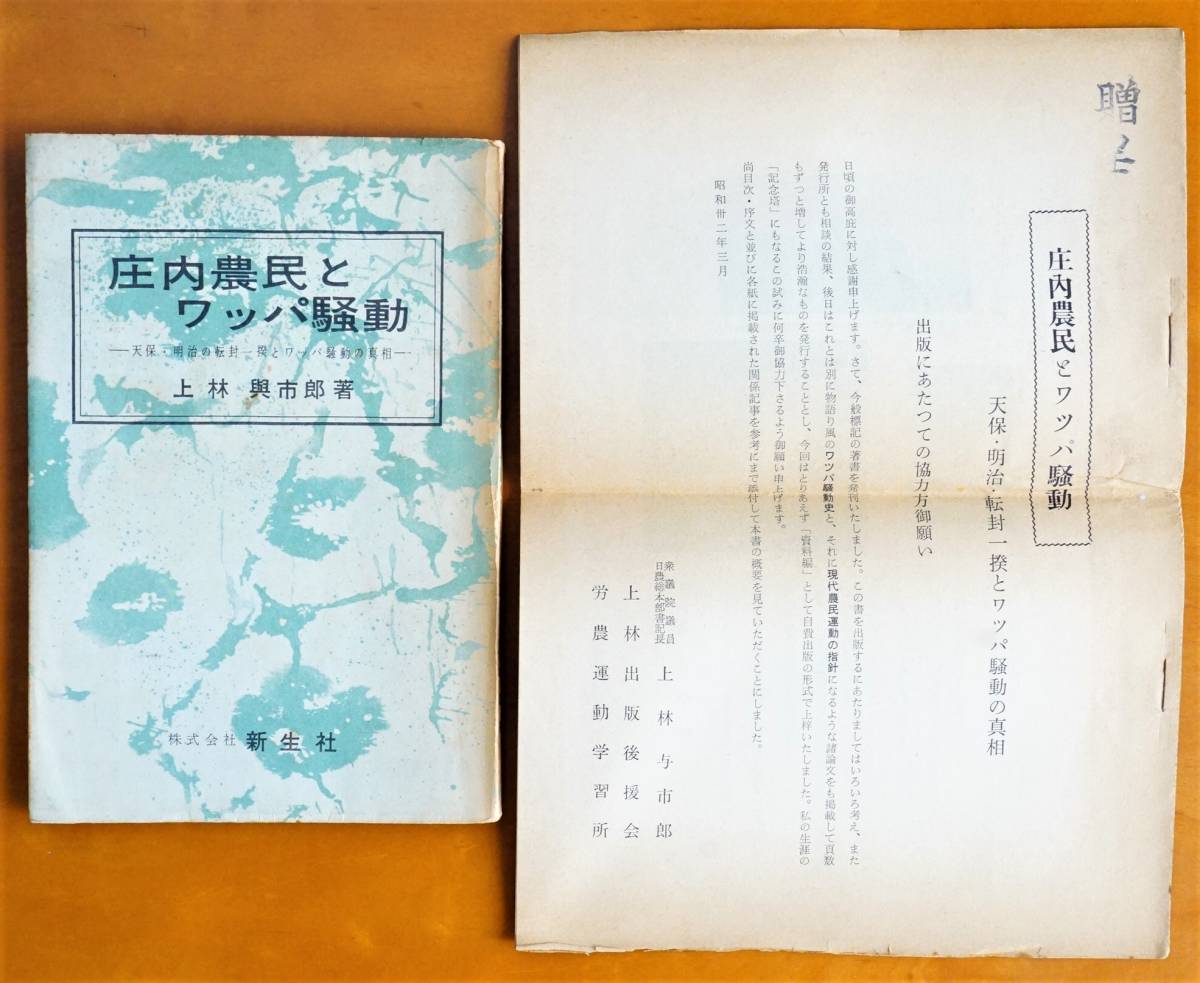 庄内農民と
ワッパ騒動
―天保・明治の転封一揆とワッパ騒動の真相―
上林與市郎著
株式会社 新生社
贈呈
庄內農民とワツパ騷動
天保・明治・転封一揆とワツパ騷動の真相
出版にあたつての協力方御願い
日頃の御高庇に対し感謝申上げます。さて、今般標記の著書を発刊いたしました。この書を出版するにあたりましてはいろいろ考え、また
発行所とも相談の結果、後日はこれとは別に物語り風のワツパ騷動史と、それに現代農民運動の指針になるような諸論文をも掲載して頁数
もずつと増してより浩瀚なものを発行することとし、今回はとりあえず「資料編」として自費出版の形式で上梓いたしました。私の生涯の
「記念塔」にもなるこの試みに何卒御協力下さるよう御願い申上げます。
尚目次・序文と並びに各紙に掲載された関係記事を参考にまで添付して本書の概要を見ていただくことにしました。
昭和卅二年三月
衆議院議員
日農総本部書記長
上林与市郎
上林出版後援会
労農運動学習所